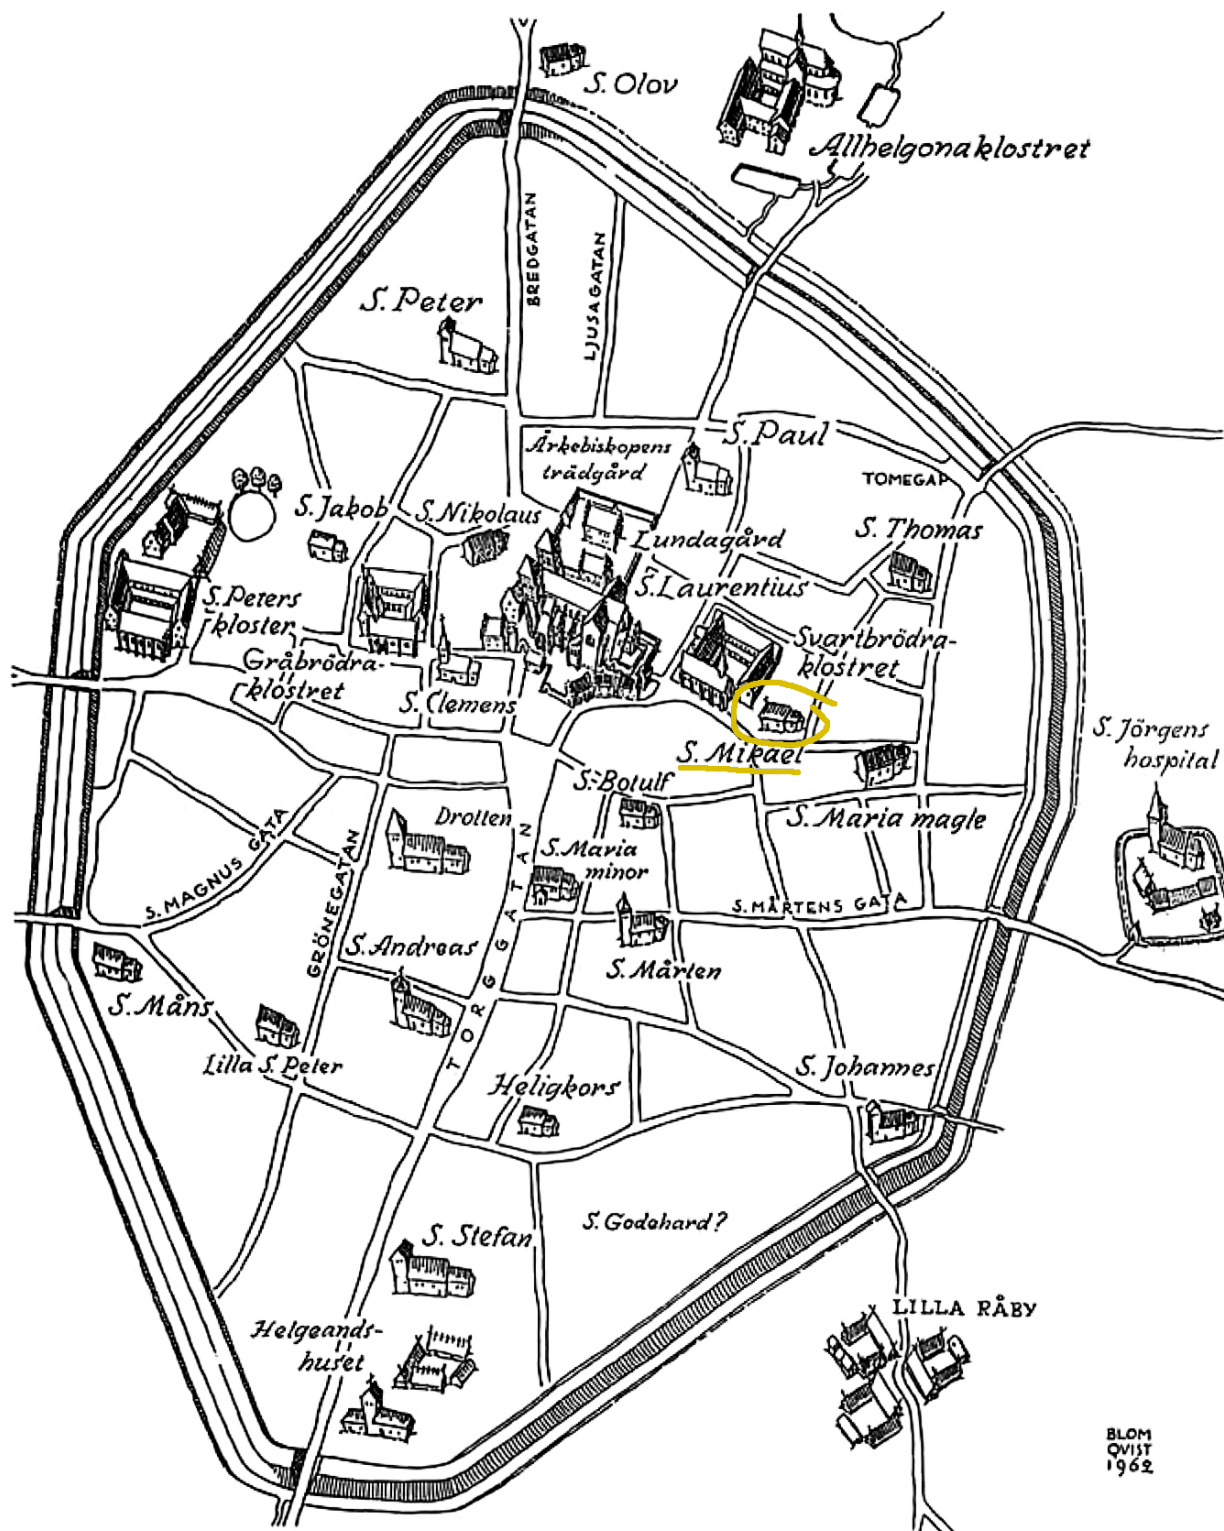 S. Olov
Allhelgonaklostret
BREDGATAN
LJUSAGATAN
S. Peter
S. Paul
Ärkebiskopens
trädgård
TOMEGAP
S. Jakob
S. Nikolaus
Lundagård
S. Thomas
S. Laurentius
S. Peters
kloster
Svartbrödra-
klostret
Gråbrödra-
klostret
S. Clemens
S. Mikael
S. Jörgens
hospital
S. Botulf
Drotten
S. Maria magle
S. Maria
minor
S. MAGNUS GATA
GRÖNEGATAN
TORGGATAN
S. MÅRTENS GATA
S. Andreas
S. Mårten
S. Måns
Lilla S. Peter
Heligkors
S. Johannes
S. Stefan
S. Godehard?
Helgeands-
huset
LILLA RÅBY
BLOM
QVIST
1962